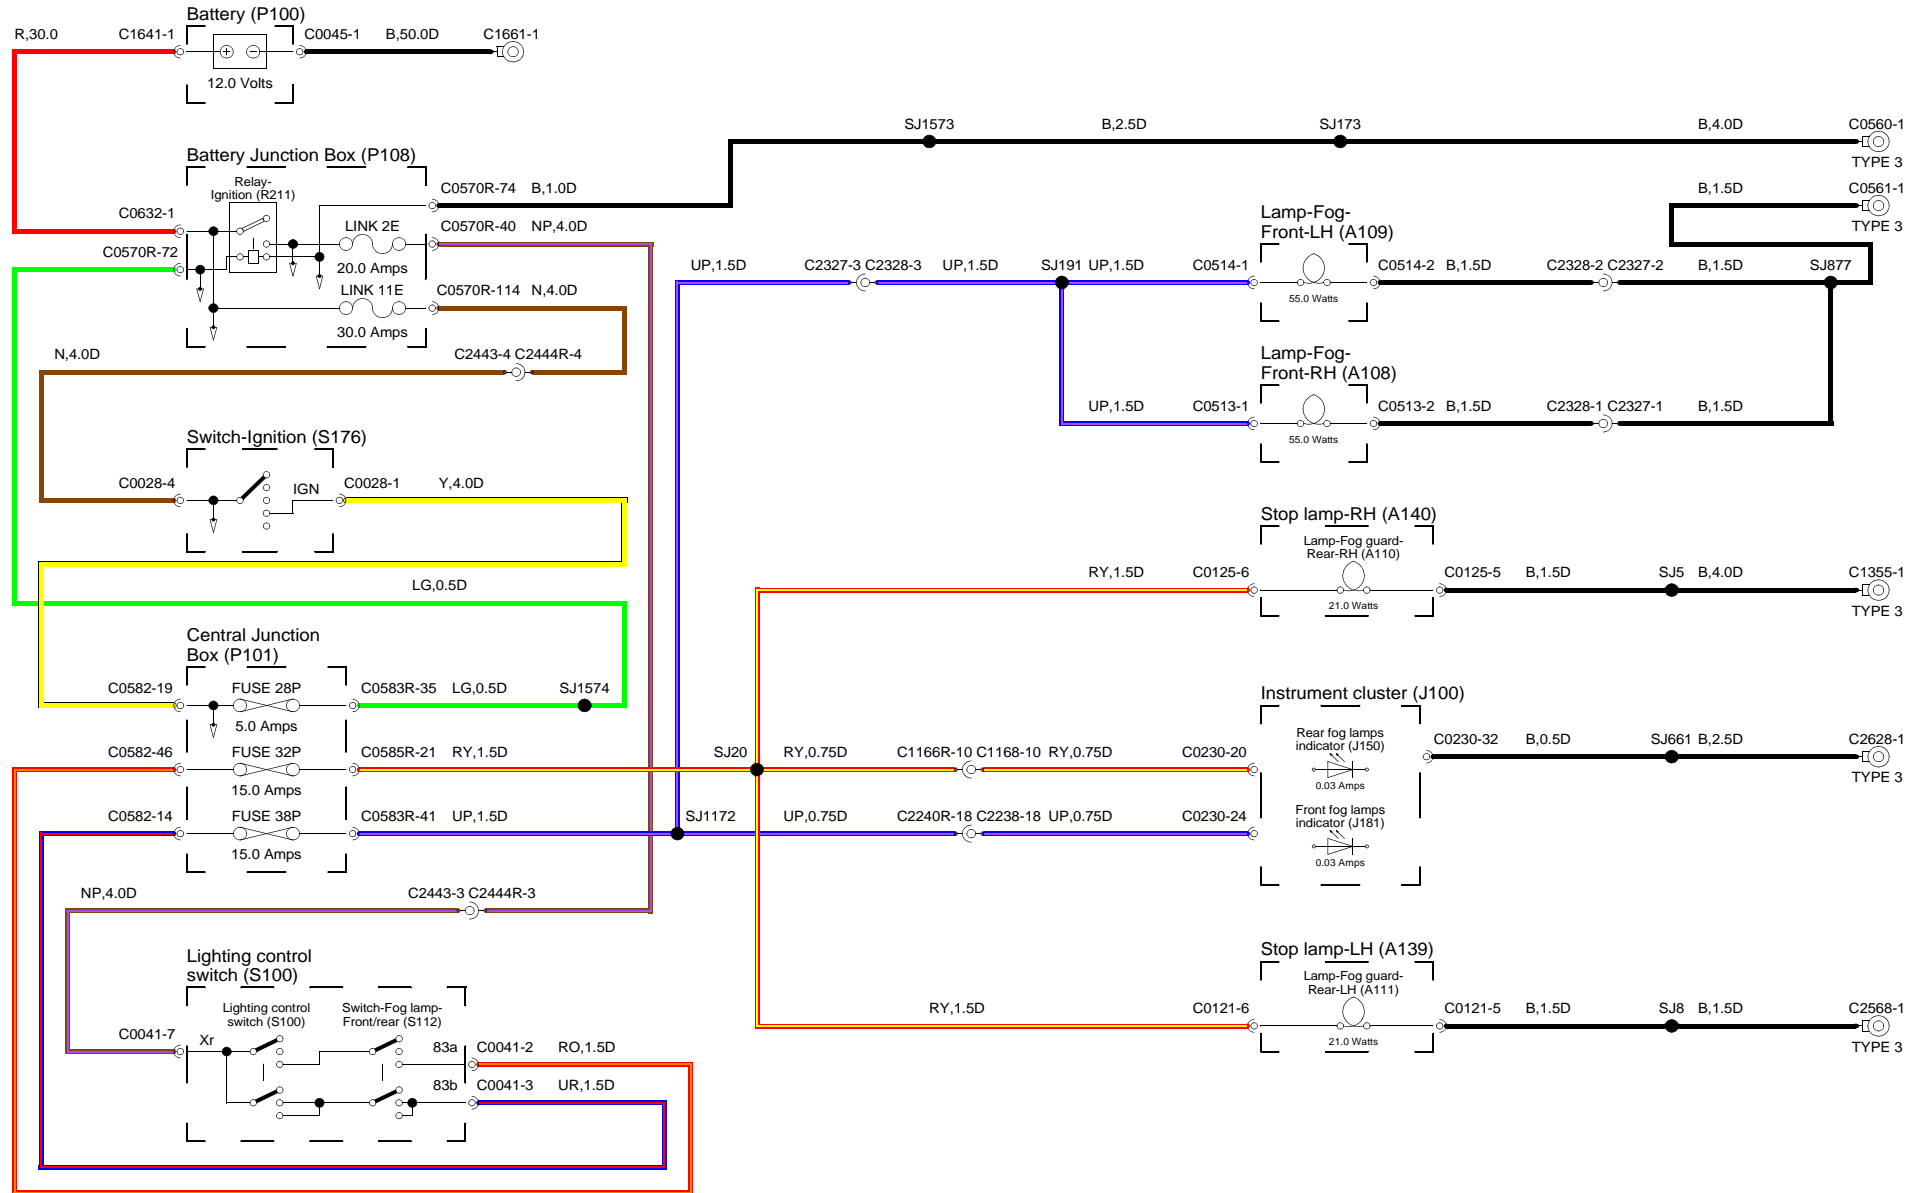 Battery (P100)
R,30.0 C1641-1 C0045-1 B,50.0D C1661-1
12.0 Volts
SJ1573 B,2.5D SJ173 B,4.0D C0560-1
TYPE 3
Battery Junction Box (P108)
Relay-
Ignition (R211)
C0570R-74 B,1.0D
B,1.5D C0561-1
TYPE 3
C0632-1
LINK 2E
C0570R-40 NP,4.0D
C0570R-72
20.0 Amps
LINK 11E
C0570R-114 N,4.0D
30.0 Amps
Lamp-Fog-
Front-LH (A109)
UP,1.5D C2327-3 C2328-3 UP,1.5D SJ191 UP,1.5D C0514-1 C0514-2 B,1.5D C2328-2 C2327-2 B,1.5D SJ877
55.0 Watts
N,4.0D C2443-4 C2444R-4
Lamp-Fog-
Front-RH (A108)
UP,1.5D C0513-1 C0513-2 B,1.5D C2328-1 C2327-1 B,1.5D
55.0 Watts
Switch-Ignition (S176)
C0028-4 IGN C0028-1 Y,4.0D
Stop lamp-RH (A140)
Lamp-Fog guard-
Rear-RH (A110)
RY,1.5D C0125-6 C0125-5 B,1.5D SJ5 B,4.0D C1355-1
21.0 Watts
TYPE 3
LG,0.5D
Central Junction
Box (P101)
C0582-19 FUSE 28P C0583R-35 LG,0.5D SJ1574
5.0 Amps
Instrument cluster (J100)
Rear fog lamps
indicator (J150)
0.03 Amps
C0230-32 B,0.5D SJ661 B,2.5D C2628-1
TYPE 3
C0582-46 FUSE 32P C0585R-21 RY,1.5D SJ20 RY,0.75D C1166R-10 C1168-10 RY,0.75D C0230-20
15.0 Amps
Front fog lamps
indicator (J181)
0.03 Amps
C0582-14 FUSE 38P C0583R-41 UP,1.5D SJ1172 UP,0.75D C2240R-18 C2238-18 UP,0.75D C0230-24
15.0 Amps
NP,4.0D C2443-3 C2444R-3
Stop lamp-LH (A139)
Lamp-Fog guard-
Rear-LH (A111)
RY,1.5D C0121-6 C0121-5 B,1.5D SJ8 B,1.5D C2568-1
21.0 Watts
TYPE 3
Lighting control
switch (S100)
Lighting control
switch (S100)
Switch-Fog lamp-
Front/rear (S112)
C0041-7 Xr 83a C0041-2 RO,1.5D
83b C0041-3 UR,1.5D